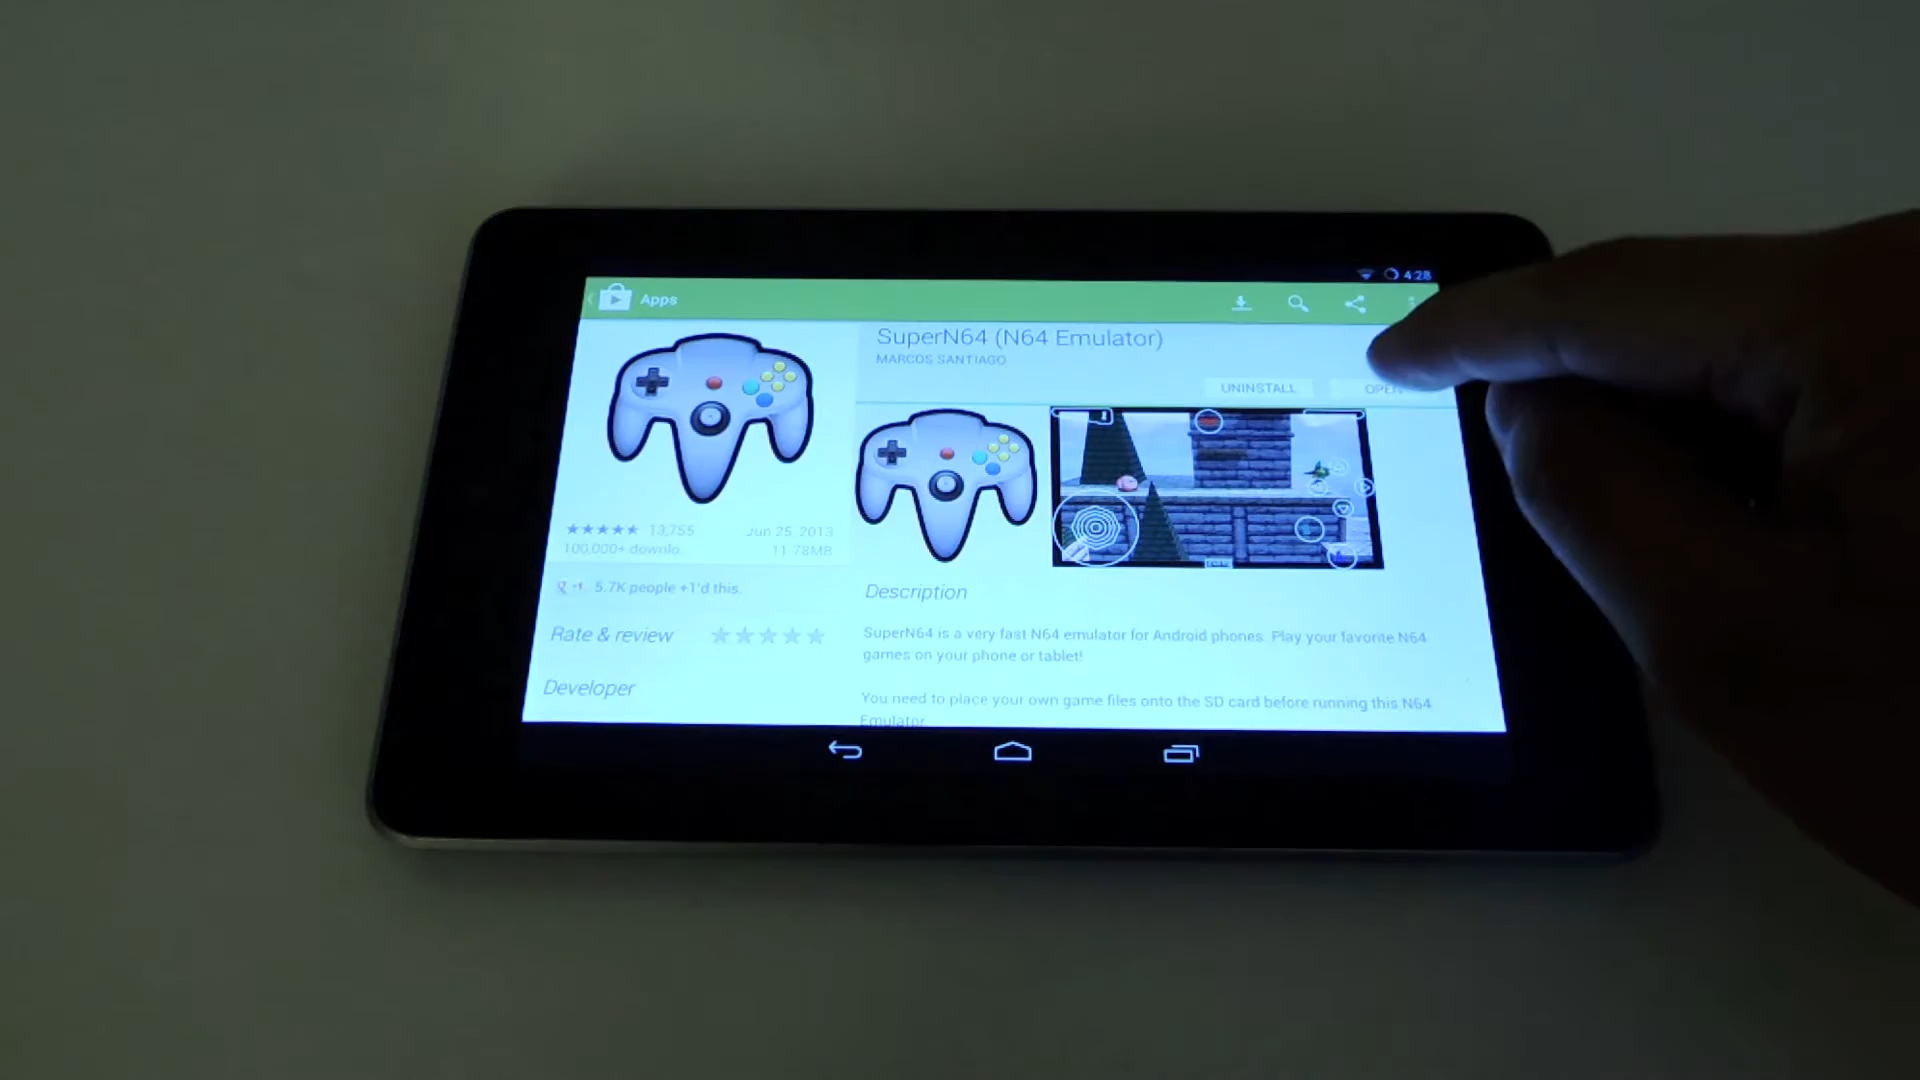 4:28
Apps
SuperN64 (N64 Emulator)
MARCOS SANTIAGO
UNINSTALL
OPEN
13,755
Jun 25, 2013
100,000+ downlo..
11.78MB
+1
5.7K people +1'd this.
Rate & review
Developer
Description
SuperN64 is a very fast N64 emulator for Android phones. Play your favorite N64
games on your phone or tablet!
You need to place your own game files onto the SD card before running this N64
Emulator.